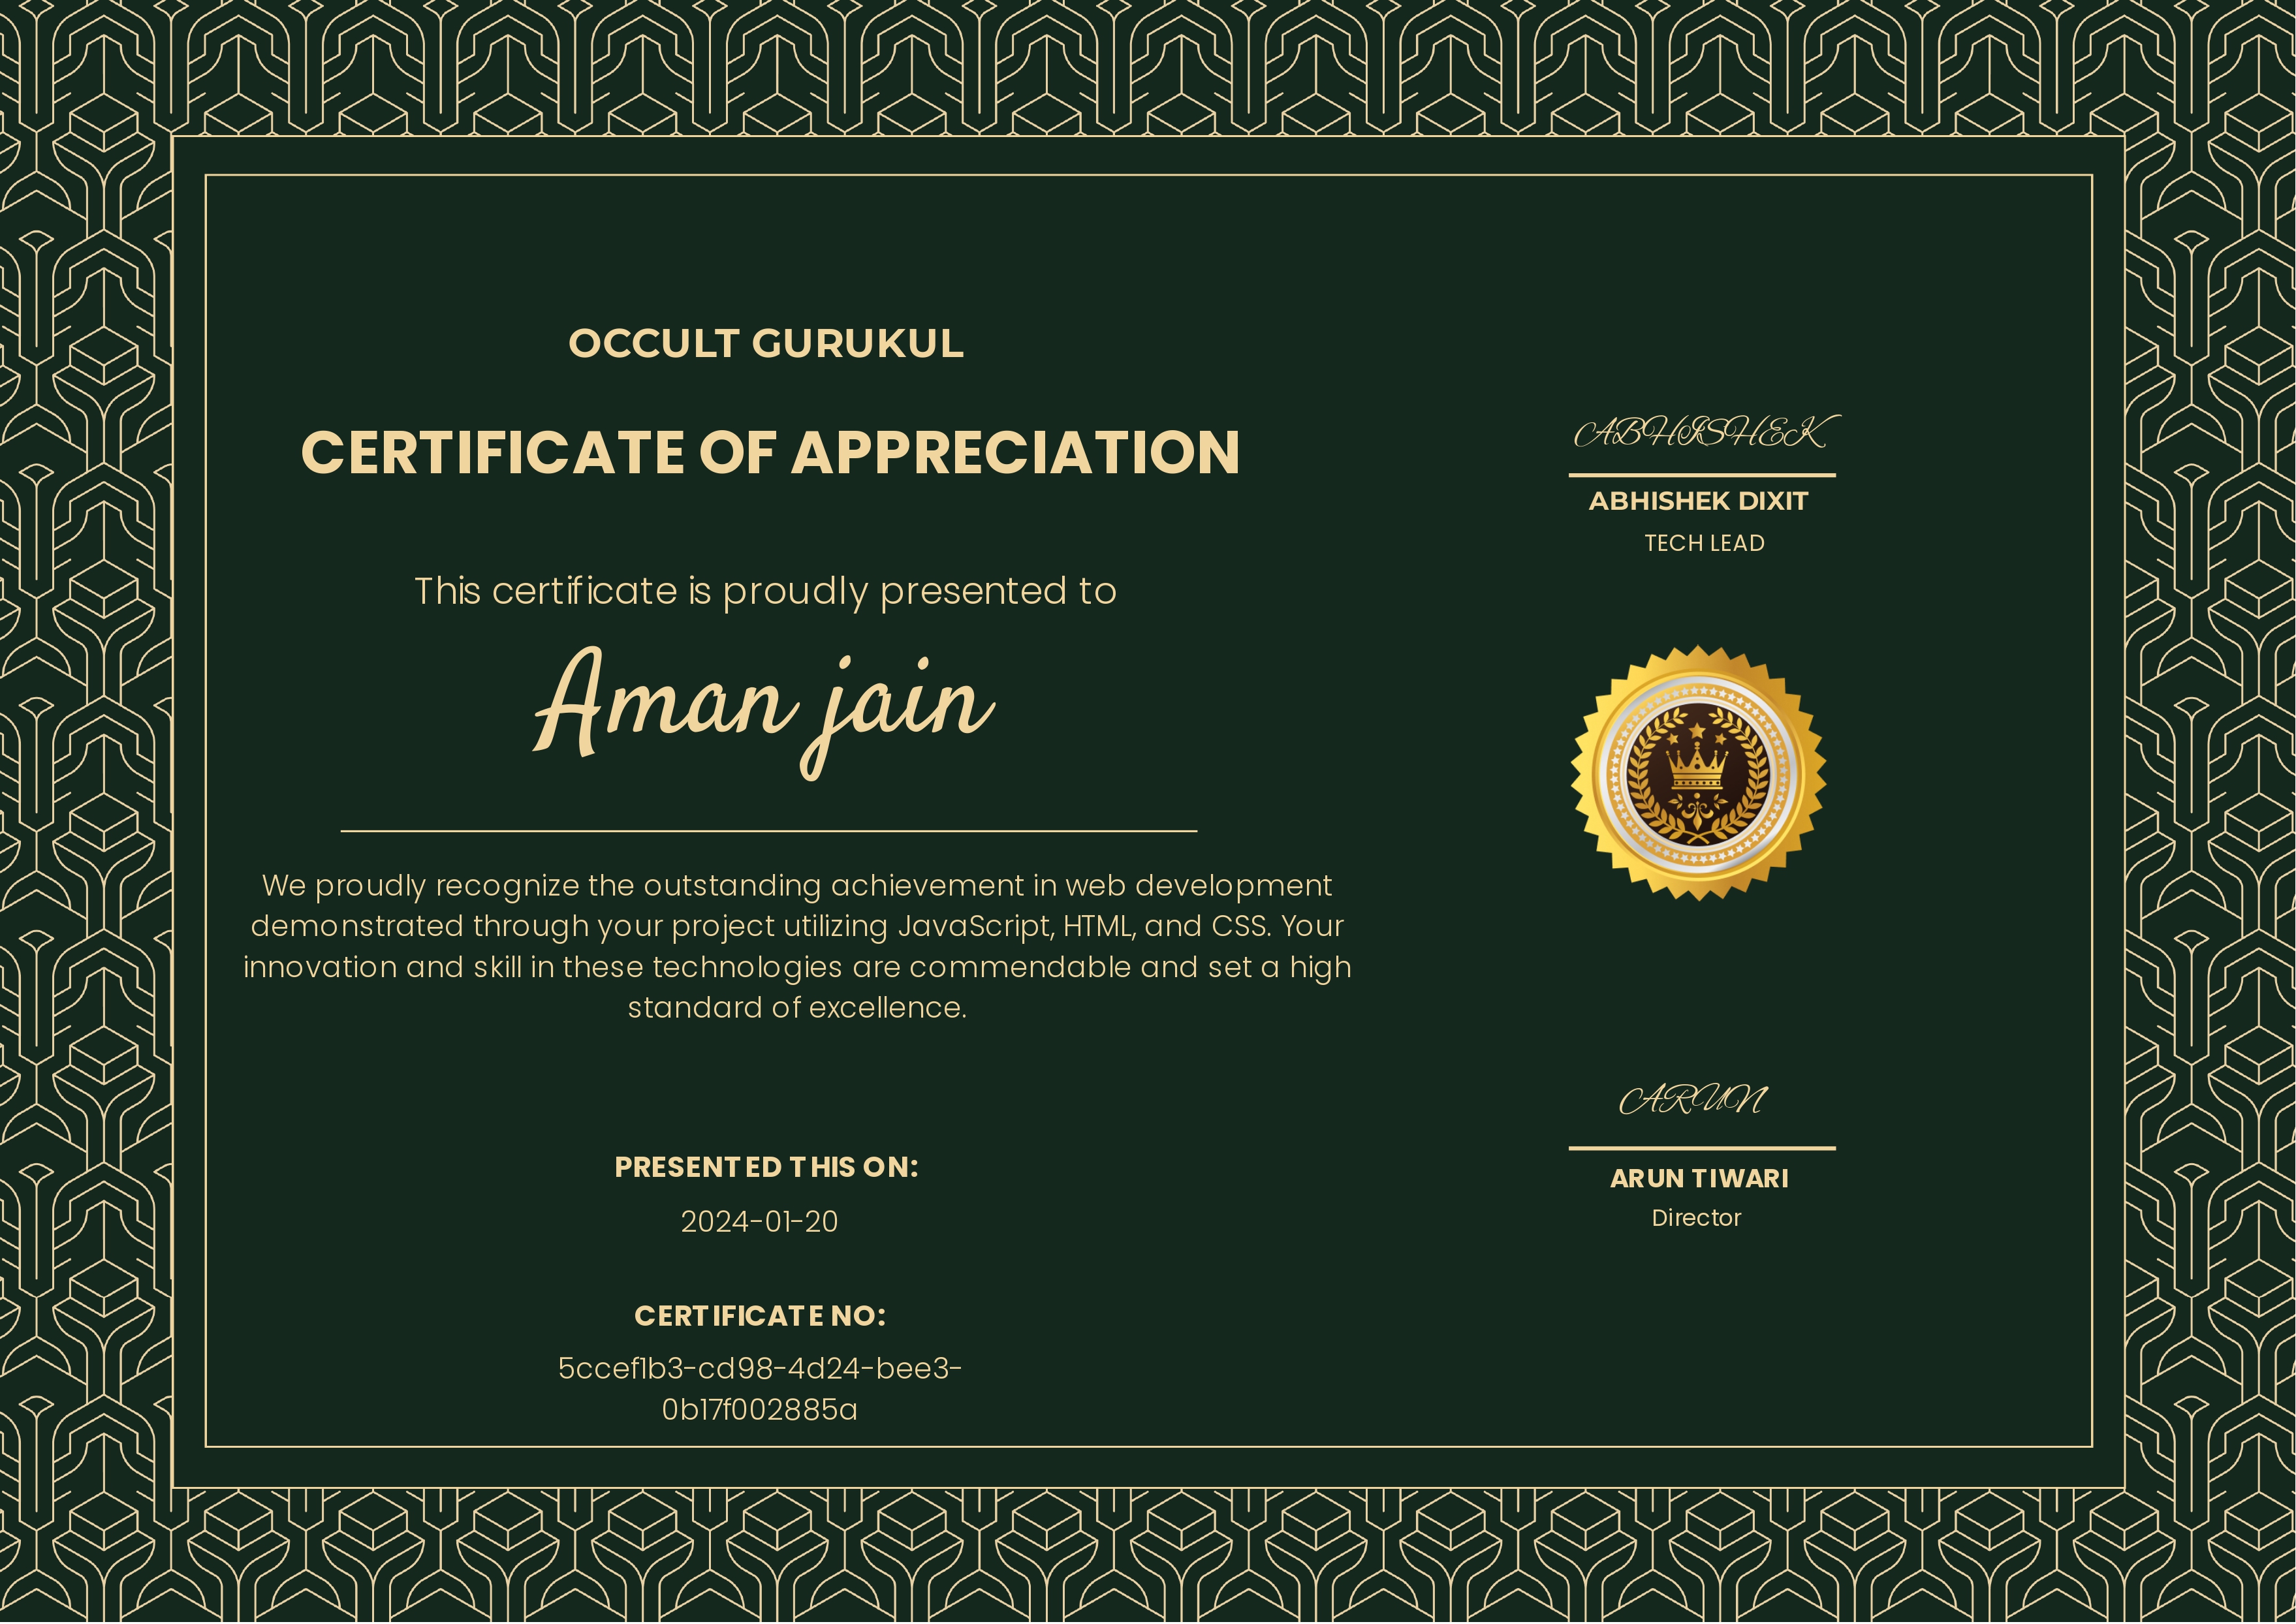 OCCULT GURUKUL
CERTIFICATE OF APPRECIATION
This certificate is proudly presented to
Aman jain
We proudly recognize the outstanding achievement in web development
demonstrated through your project utilizing JavaScript, HTML, and CSS. Your
innovation and skill in these technologies are commendable and set a high
standard of excellence.
PRESENTED THIS ON:
2024-01-20
CERTIFICATE NO:
5ccef1b3-cd98-4d24-bee3-
0b17f002885a
ABHISHEK
ABHISHEK DIXIT
TECH LEAD
ARUN
ARUN TIWARI
Director